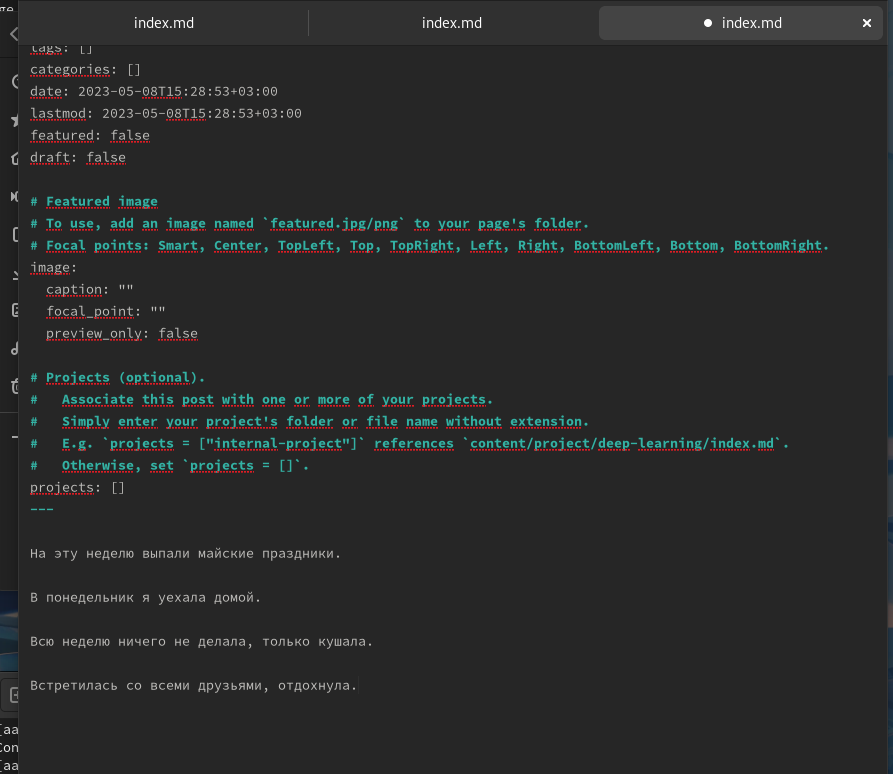 ge
index.md
index.md
● index.md ×
tags: []
categories: []
date: 2023-05-08T15:28:53+03:00
lastmod: 2023-05-08T15:28:53+03:00
featured: false
draft: false
# Featured image
# To use, add an image named `featured.jpg/png` to your page's folder.
# Focal points: Smart, Center, TopLeft, Top, TopRight, Left, Right, BottomLeft, Bottom, BottomRight.
image:
  caption: ""
  focal_point: ""
  preview_only: false
# Projects (optional).
#   Associate this post with one or more of your projects.
#   Simply enter your project's folder or file name without extension.
#   E.g. `projects = ["internal-project"]` references `content/project/deep-learning/index.md`.
#   Otherwise, set `projects = []`.
projects: []
---
На эту неделю выпали майские праздники.
В понедельник я уехала домой.
Всю неделю ничего не делала, только кушала.
Встретилась со всеми друзьями, отдохнула.
[aa
Con
[aa